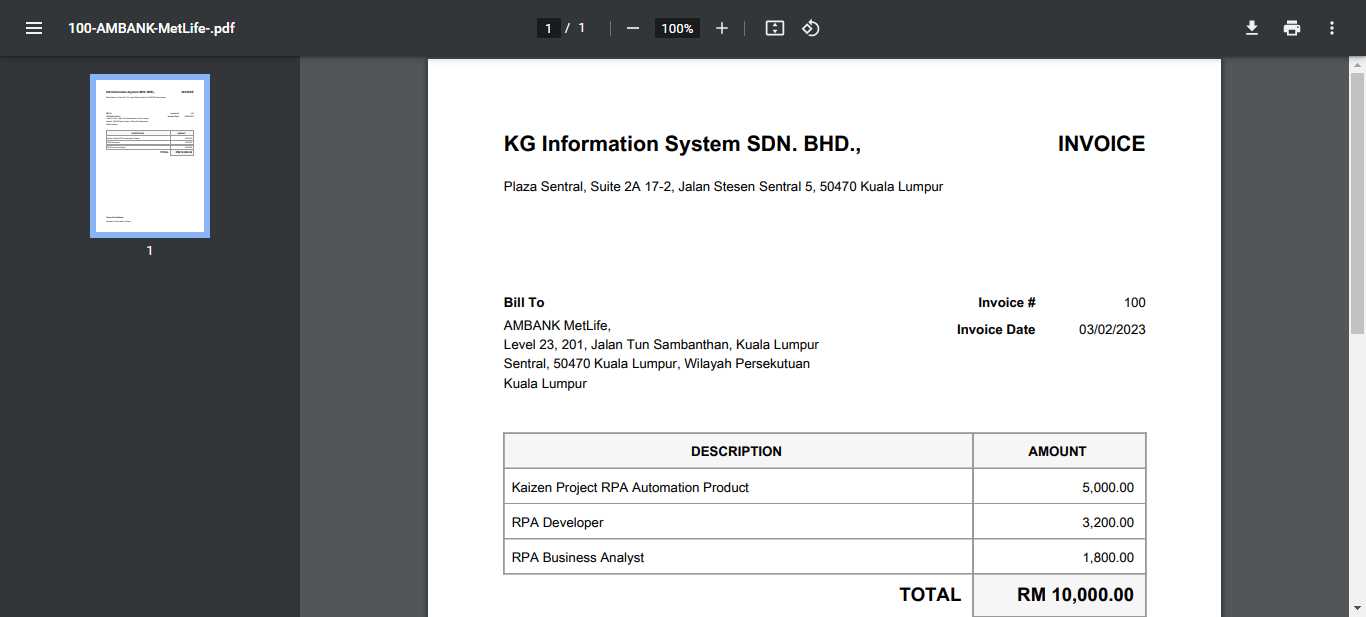 100-AMBANK-MetLife-.pdf
1 / 1
100%
1
KG Information System SDN. BHD.,
INVOICE
Plaza Sentral, Suite 2A 17-2, Jalan Stesen Sentral 5, 50470 Kuala Lumpur
Bill To
Invoice # 100
AMBANK MetLife,
Invoice Date 03/02/2023
Level 23, 201, Jalan Tun Sambanthan, Kuala Lumpur
Sentral, 50470 Kuala Lumpur, Wilayah Persekutuan
Kuala Lumpur
DESCRIPTION AMOUNT
Kaizen Project RPA Automation Product 5,000.00
RPA Developer 3,200.00
RPA Business Analyst 1,800.00
TOTAL RM 10,000.00